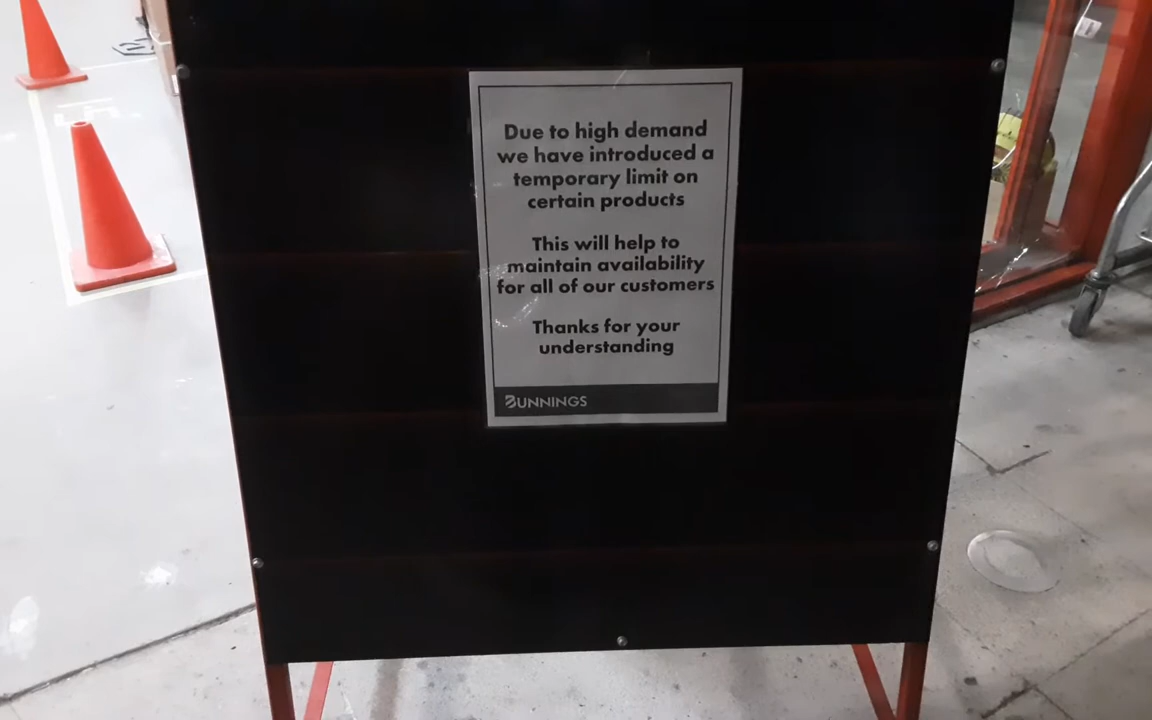 Due to high demand
we have introduced a
temporary limit on
certain products
This will help to
maintain availability
for all of our customers
Thanks for your
understanding
BUNNINGS